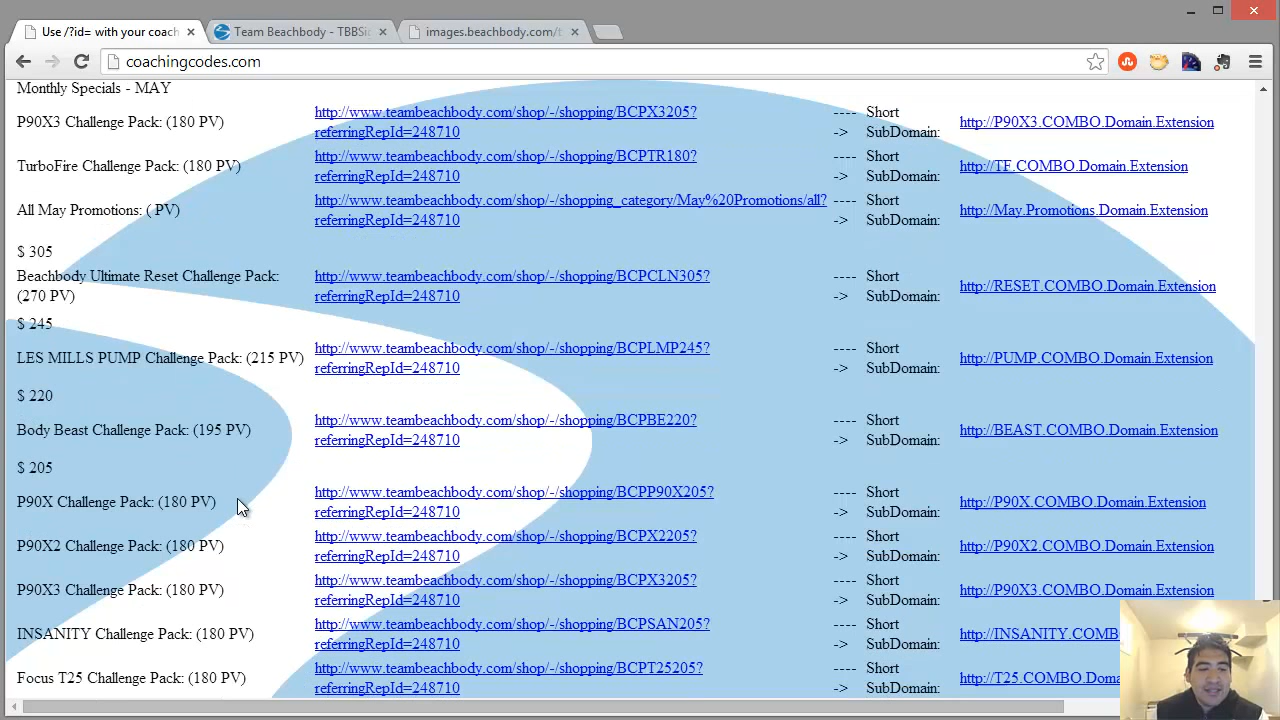 Use /?id= with your coach
Team Beachbody - TBBSi
images.beachbody.com/t
coachingcodes.com
Monthly Specials - MAY
P90X3 Challenge Pack: (180 PV) http://www.teambeachbody.com/shop/-/shopping/BCPX3205? ---- Short http://P90X3.COMBO.Domain.Extension
referringRepId=248710 -> SubDomain:
TurboFire Challenge Pack: (180 PV) http://www.teambeachbody.com/shop/-/shopping/BCPTR180? ---- Short http://TF.COMBO.Domain.Extension
referringRepId=248710 -> SubDomain:
All May Promotions: ( PV) http://www.teambeachbody.com/shop/-/shopping_category/May%20Promotions/all? ---- Short http://May.Promotions.Domain.Extension
referringRepId=248710 -> SubDomain:
$ 305
Beachbody Ultimate Reset Challenge Pack: http://www.teambeachbody.com/shop/-/shopping/BCPCLN305? ---- Short http://RESET.COMBO.Domain.Extension
(270 PV) referringRepId=248710 -> SubDomain:
$ 245
LES MILLS PUMP Challenge Pack: (215 PV) http://www.teambeachbody.com/shop/-/shopping/BCPLMP245? ---- Short http://PUMP.COMBO.Domain.Extension
referringRepId=248710 -> SubDomain:
$ 220
Body Beast Challenge Pack: (195 PV) http://www.teambeachbody.com/shop/-/shopping/BCPBE220? ---- Short http://BEAST.COMBO.Domain.Extension
referringRepId=248710 -> SubDomain:
$ 205
P90X Challenge Pack: (180 PV) http://www.teambeachbody.com/shop/-/shopping/BCPP90X205? ---- Short http://P90X.COMBO.Domain.Extension
referringRepId=248710 -> SubDomain:
P90X2 Challenge Pack: (180 PV) http://www.teambeachbody.com/shop/-/shopping/BCPX2205? ---- Short http://P90X2.COMBO.Domain.Extension
referringRepId=248710 -> SubDomain:
P90X3 Challenge Pack: (180 PV) http://www.teambeachbody.com/shop/-/shopping/BCPX3205? ---- Short http://P90X3.COMBO.Domain.Extension
referringRepId=248710 -> SubDomain:
INSANITY Challenge Pack: (180 PV) http://www.teambeachbody.com/shop/-/shopping/BCPSAN205? ---- Short http://INSANITY.COMB
referringRepId=248710 -> SubDomain:
Focus T25 Challenge Pack: (180 PV) http://www.teambeachbody.com/shop/-/shopping/BCPT25205? ---- Short http://T25.COMBO.Doma
referringRepId=248710 -> SubDomain: